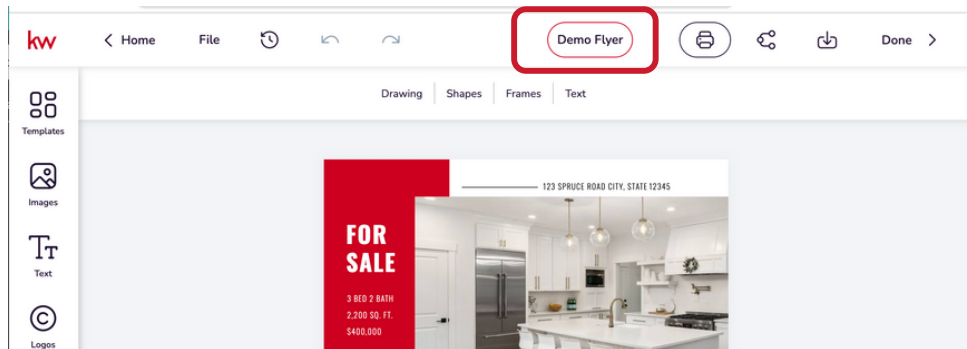 kw
Home
File
Demo Flyer
Done
Drawing
Shapes
Frames
Text
Templates
Images
Tт
Text
Logos
123 SPRUCE ROAD CITY, STATE 12345
FOR
SALE
3 BED 2 BATH
2,200 SQ. FT.
$400,000